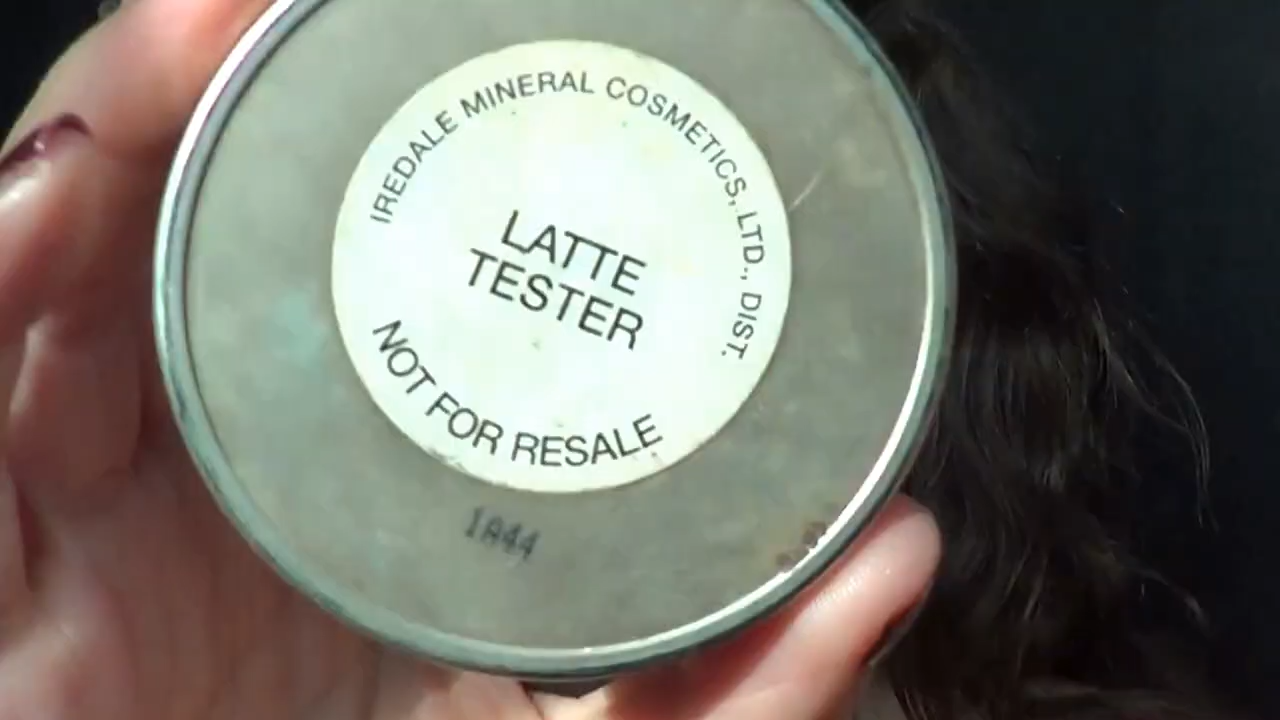 IREDALE MINERAL COSMETICS, LTD., DIST.
LATTE
TESTER
NOT FOR RESALE
1A44